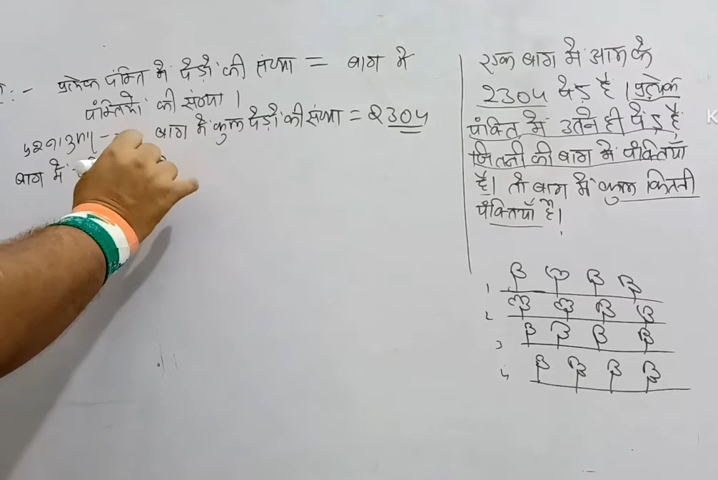 :- प्रत्येक पंक्ति में पेड़ों की संख्या = बाग में
पंक्तियों की संख्या।
बाग में कुल पेड़ों की संख्या = 2304
बाग में
एक बाग में आम के
2304 पेड़ है। प्रत्येक
पंक्ति में उतने ही पेड़ है
जितनी की बाग में पंक्तियाँ
है। तो बाग में कुल कितनी
पंक्तियाँ है।
1
2
3
4
K